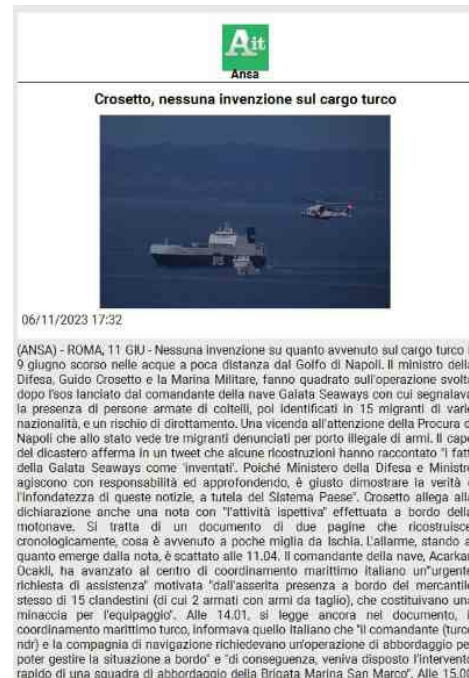 Ait
Ansa
Crosetto, nessuna invenzione sul cargo turco
06/11/2023 17:32
(ANSA) - ROMA, 11 GIU - Nessuna invenzione su quanto avvenuto sul cargo turco
9 giugno scorso nelle acque a poca distanza dal Golfo di Napoli. Il ministro della
Difesa, Guido Crosetto e la Marina Militare, fanno quadrato sull'operazione svolta
dopo l'sos lanciato dal comandante della nave Galata Seaways con cui segnalava
la presenza di persone armate di coltelli, poi identificati in 15 migranti di varie
nazionalità, e un rischio di dirottamento. Una vicenda all'attenzione della Procura di
Napoli che allo stato vede tre migranti denunciati per porto illegale di armi. Il capo
del dicastero afferma in un tweet che alcune ricostruzioni hanno raccontato "i fatti
della Galata Seaways come 'inventati'. Poiché Ministero della Difesa e Ministro
agiscono con responsabilità ed approfondendo, è giusto dimostrare la verità e
l'infondatezza di queste notizie, a tutela del Sistema Paese". Crosetto allega alla
dichiarazione anche una nota con "l'attività ispettiva" effettuata a bordo della
motonave. Si tratta di un documento di due pagine che ricostruisce,
cronologicamente, cosa è avvenuto a poche miglia da Ischia. L'allarme, stando a
quanto emerge dalla nota, è scattato alle 11.04. Il comandante della nave, Acarkan
Ocakli, ha avanzato al centro di coordinamento marittimo italiano un"urgente
richiesta di assistenza" motivata "dall'asserita presenza a bordo del mercantile
stesso di 15 clandestini (di cui 2 armati con armi da taglio), che costituivano una
minaccia per l'equipaggio". Alle 14.01, si legge ancora nel documento, il
coordinamento marittimo turco, informava quello italiano che "il comandante (turco
ndr) e la compagnia di navigazione richiedevano un'operazione di abbordaggio per
poter gestire la situazione a bordo" e "di conseguenza, veniva disposto l'intervento
rapido di una squadra di abbordaggio della Brigata Marina San Marco". Alle 15.05